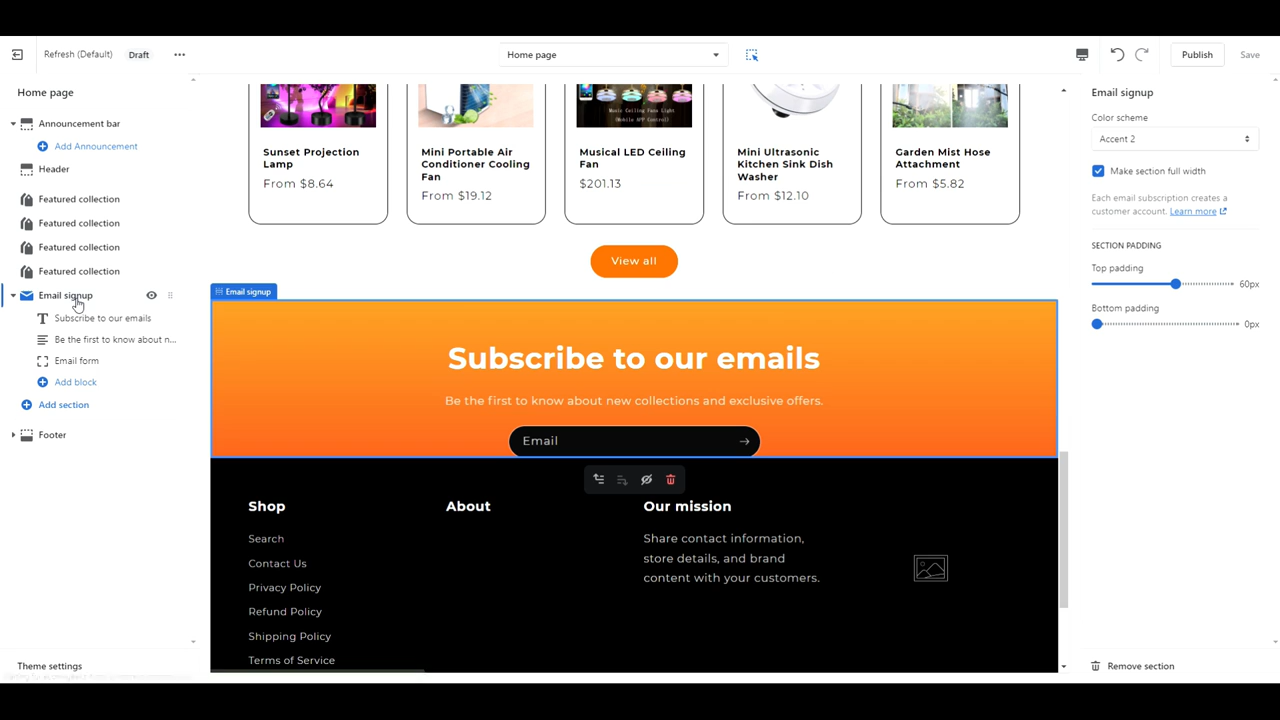 Refresh (Default)
Draft
Home page
Publish
Save
Home page
Announcement bar
Add Announcement
Header
Featured collection
Featured collection
Featured collection
Featured collection
Email signup
Subscribe to our emails
Be the first to know about n...
Email form
Add block
Add section
Footer
Theme settings
Sunset Projection
Lamp
From $8.64
Mini Portable Air
Conditioner Cooling
Fan
From $19.12
Music Ceiling Fans Light
(Mobile APP Control)
Musical LED Ceiling
Fan
$201.13
Mini Ultrasonic
Kitchen Sink Dish
Washer
From $12.10
Garden Mist Hose
Attachment
From $5.82
View all
Email signup
Subscribe to our emails
Be the first to know about new collections and exclusive offers.
Email
Shop
Search
Contact Us
Privacy Policy
Refund Policy
Shipping Policy
Terms of Service
About
Our mission
Share contact information,
store details, and brand
content with your customers.
Email signup
Color scheme
Accent 2
Make section full width
Each email subscription creates a
customer account. Learn more
SECTION PADDING
Top padding
60px
Bottom padding
0px
Remove section